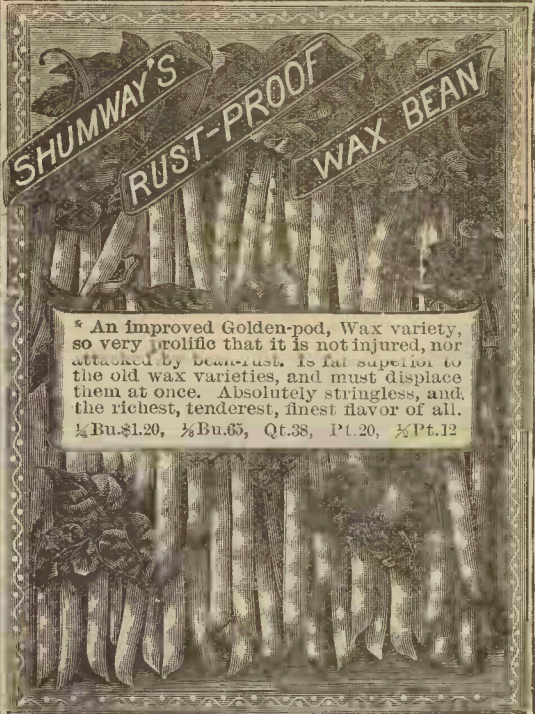 SHUMWAY'S
RUST-PROOF
WAX BEAN
* An Improved Golden-pod, Wax variety,
so very prolific that it is not injured, nor
attacked by bean-rust. Is far superior to
the old wax varieties, and must displace
them at once. Absolutely stringless, and
the richest, tenderest, finest flavor of all.
¼Bu.$1.20, ⅛Bu.65, Qt.38, Pt.20, ½Pt.12